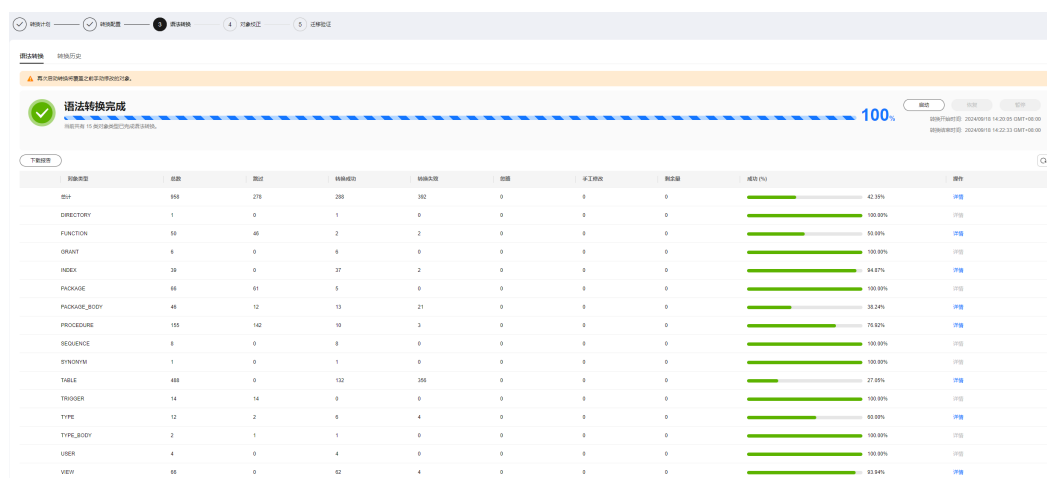 转换计划 转换配置 3 语法转换 4 对象校正 5 迁移验证
语法转换 转换历史
再次启动转换将覆盖之前手动修改的对象。
语法转换完成
当前共有 15 类对象类型已完成语法转换。
100%
启动 结束 暂停
转换开始时间: 2024/09/18 14:20:05 GMT+08:00
转换结束时间: 2024/09/18 14:22:33 GMT+08:00
下载报告
对象类型 总数 跳过 转换成功 转换失败 创建 手工修改 剩余量 成功 (%) 操作
总计 958 278 288 392 0 0 0 42.35% 详情
DIRECTORY 1 0 1 0 0 0 0 100.00% 详情
FUNCTION 50 46 2 2 0 0 0 50.00% 详情
GRANT 6 0 6 0 0 0 0 100.00% 详情
INDEX 39 0 37 2 0 0 0 94.87% 详情
PACKAGE 66 61 5 0 0 0 0 100.00% 详情
PACKAGE_BODY 46 12 13 21 0 0 0 38.24% 详情
PROCEDURE 155 142 10 3 0 0 0 76.92% 详情
SEQUENCE 8 0 8 0 0 0 0 100.00% 详情
SYNONYM 1 0 1 0 0 0 0 100.00% 详情
TABLE 488 0 132 356 0 0 0 27.05% 详情
TRIGGER 14 14 0 0 0 0 0 100.00% 详情
TYPE 12 2 6 4 0 0 0 60.00% 详情
TYPE_BODY 2 1 1 0 0 0 0 100.00% 详情
USER 4 0 4 0 0 0 0 100.00% 详情
VIEW 66 0 62 4 0 0 0 93.94% 详情